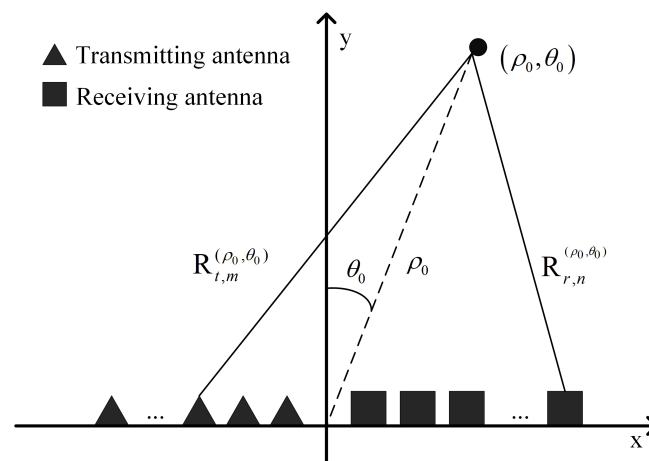 y
Transmitting antenna
(ρ₀,θ₀)
Receiving antenna
R_{t,m}^{(ρ₀,θ₀)}
θ₀
ρ₀
R_{r,n}^{(ρ₀,θ₀)}
...
...
x